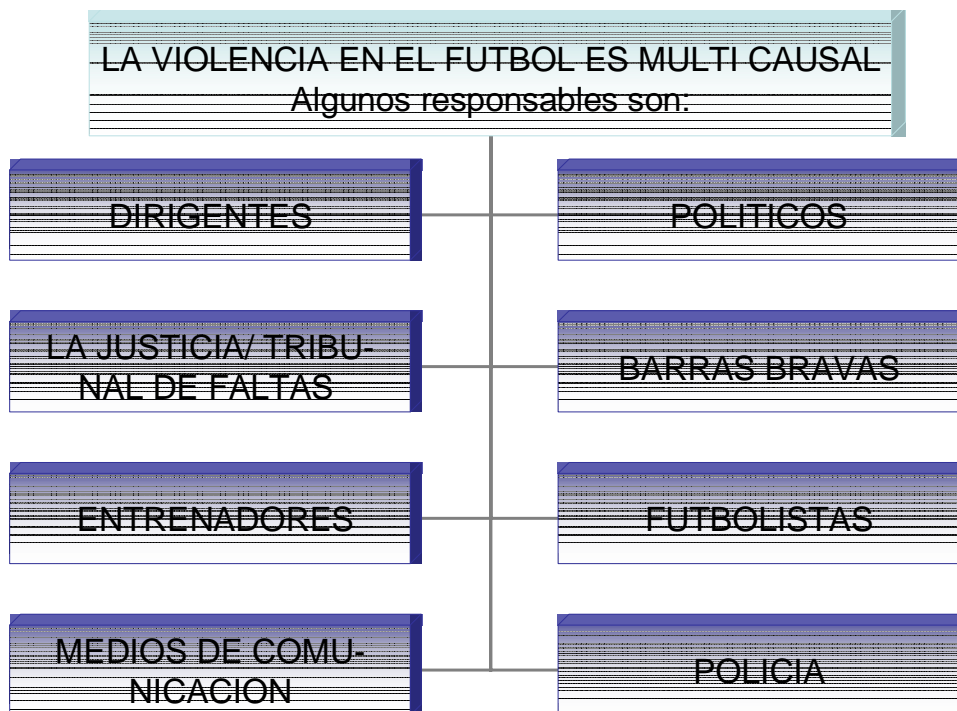 LA VIOLENCIA EN EL FUTBOL ES MULTI CAUSAL
Algunos responsables son:
DIRIGENTES
POLITICOS
LA JUSTICIA/ TRIBU-
NAL DE FALTAS
BARRAS BRAVAS
ENTRENADORES
FUTBOLISTAS
MEDIOS DE COMU-
NICACION
POLICIA